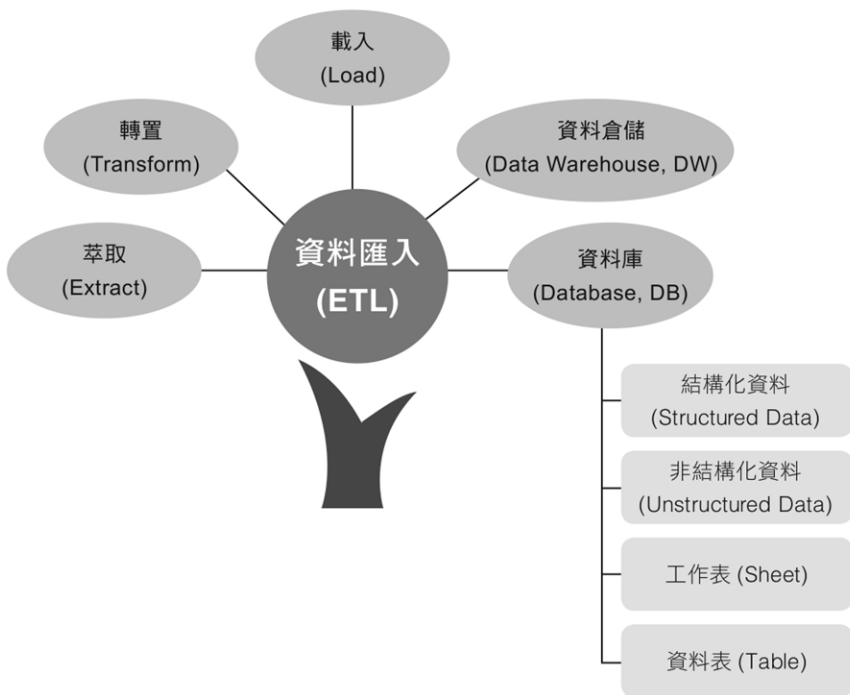 載入
(Load)
轉置
(Transform)
資料倉儲
(Data Warehouse, DW)
萃取
(Extract)
資料匯入
(ETL)
資料庫
(Database, DB)
結構化資料
(Structured Data)
非結構化資料
(Unstructured Data)
工作表 (Sheet)
資料表 (Table)